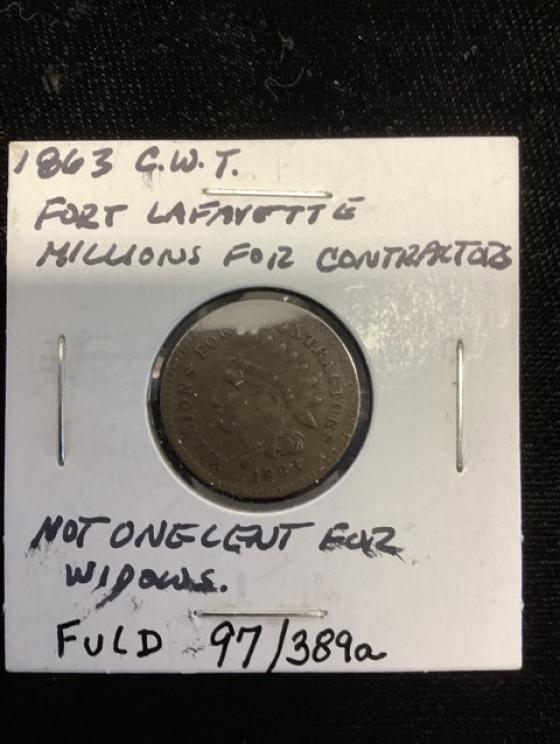 1863 C.W.T.
FORT LAFAYETTE
MILLIONS FOR CONTRACTORS
MILLIONS FOR CONTRACTORS
1863
NOT ONE CENT FOR
WIDOWS.
FULD 97/389a